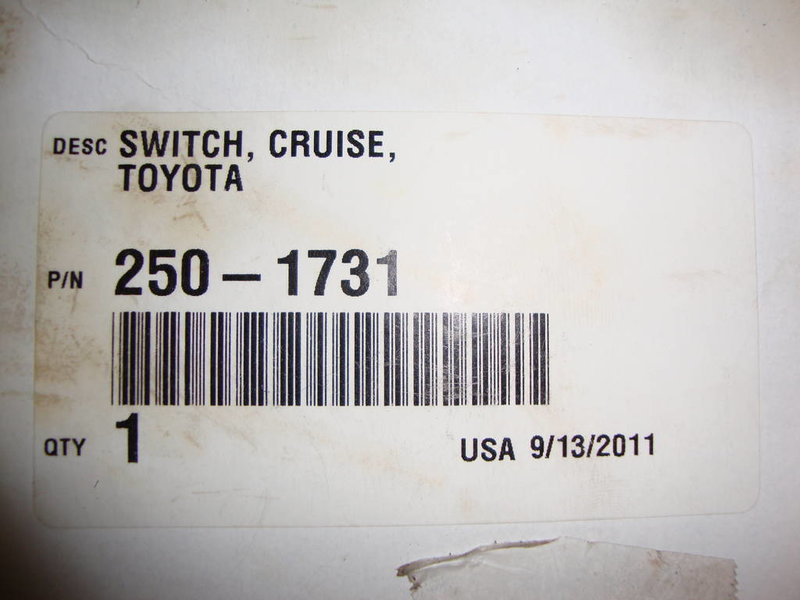 DESC SWITCH, CRUISE,
TOYOTA
P/N 250-1731
QTY 1 USA 9/13/2011